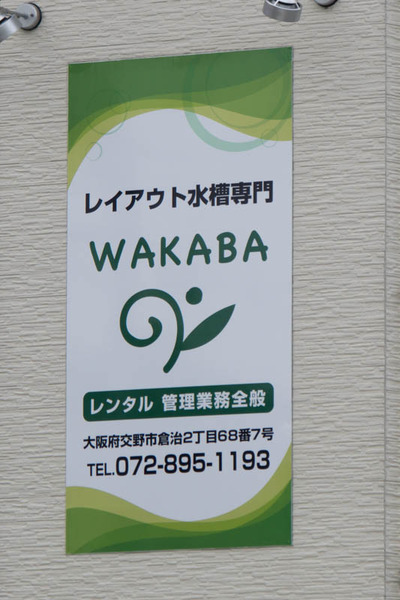 レイアウト水槽専門
WAKABA
レンタル 管理業務全般
大阪府交野市倉治2丁目68番7号
TEL.072-895-1193